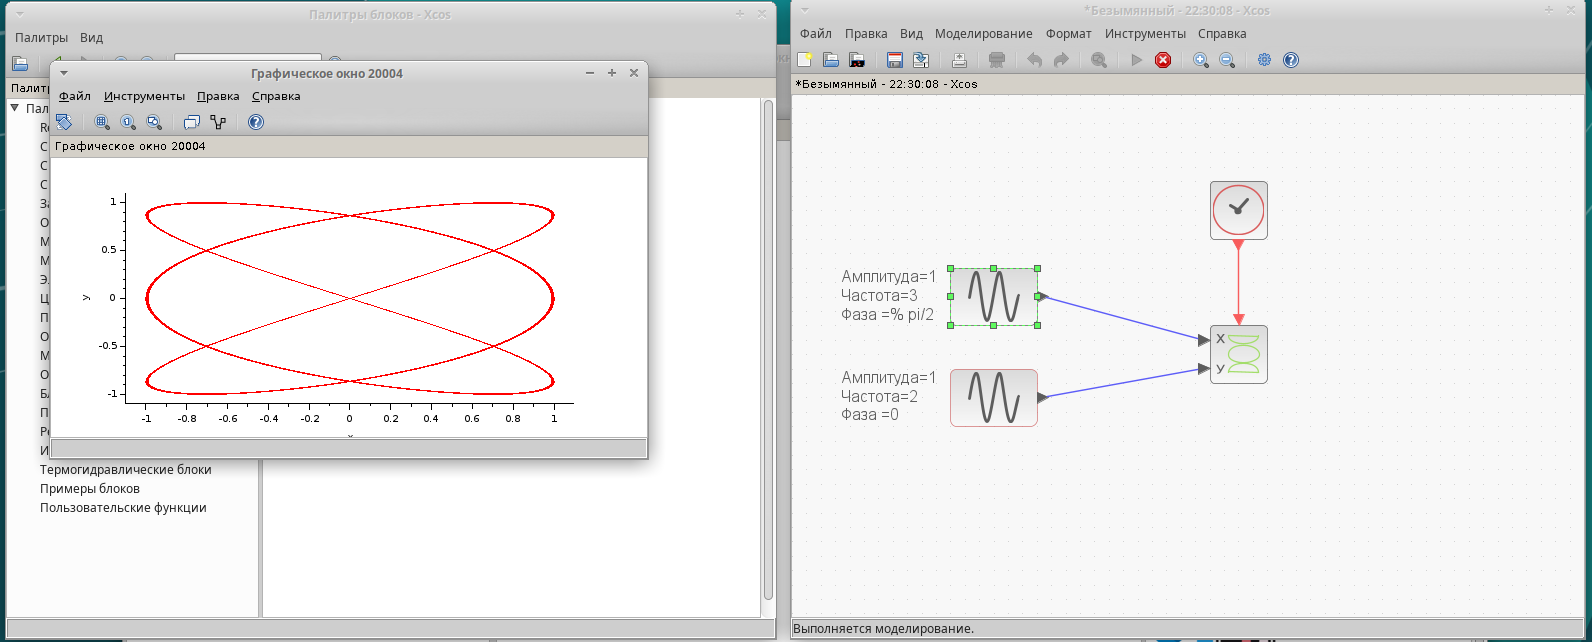 Палитры блоков - Xcos
Палитры Вид
Графическое окно 20004
Файл Инструменты Правка Справка
Графическое окно 20004
y
1
0.5
0
-0.5
-1
-1 -0.8 -0.6 -0.4 -0.2 0 0.2 0.4 0.6 0.8 1
Термогидравлические блоки
Примеры блоков
Пользовательские функции
*Безымянный - 22:30:08 - Xcos
Файл Правка Вид Моделирование Формат Инструменты Справка
*Безымянный - 22:30:08 - Xcos
Амплитуда=1
Частота=3
Фаза =% pi/2
Амплитуда=1
Частота=2
Фаза =0
X
y
Выполняется моделирование.